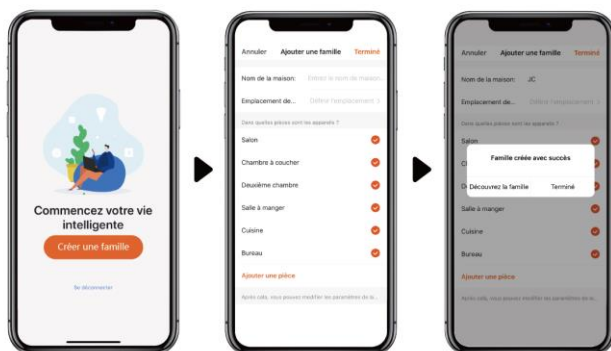 Commencez votre vie
intelligente
Créer une famille
Se déconnecter
Annuler Ajouter une famille Terminé
Nom de la maison: Entrer le nom de maison
Emplacement de... Définir l'emplacement >
Dans quelles pièces sont les appareils ?
Salon
Chambre à coucher
Deuxième chambre
Salle à manger
Cuisine
Bureau
Ajouter une pièce
Après cela, vous pouvez modifier les paramètres de la...
Annuler Ajouter une famille Terminé
Nom de la maison: JC
Emplacement de... Définir l'emplacement >
Dans quelles pièces sont les appareils ?
Salon
Famille créée avec succès
Découvrez la famille Terminé
Salle à manger
Cuisine
Bureau
Ajouter une pièce
Après cela, vous pouvez modifier les paramètres de la...